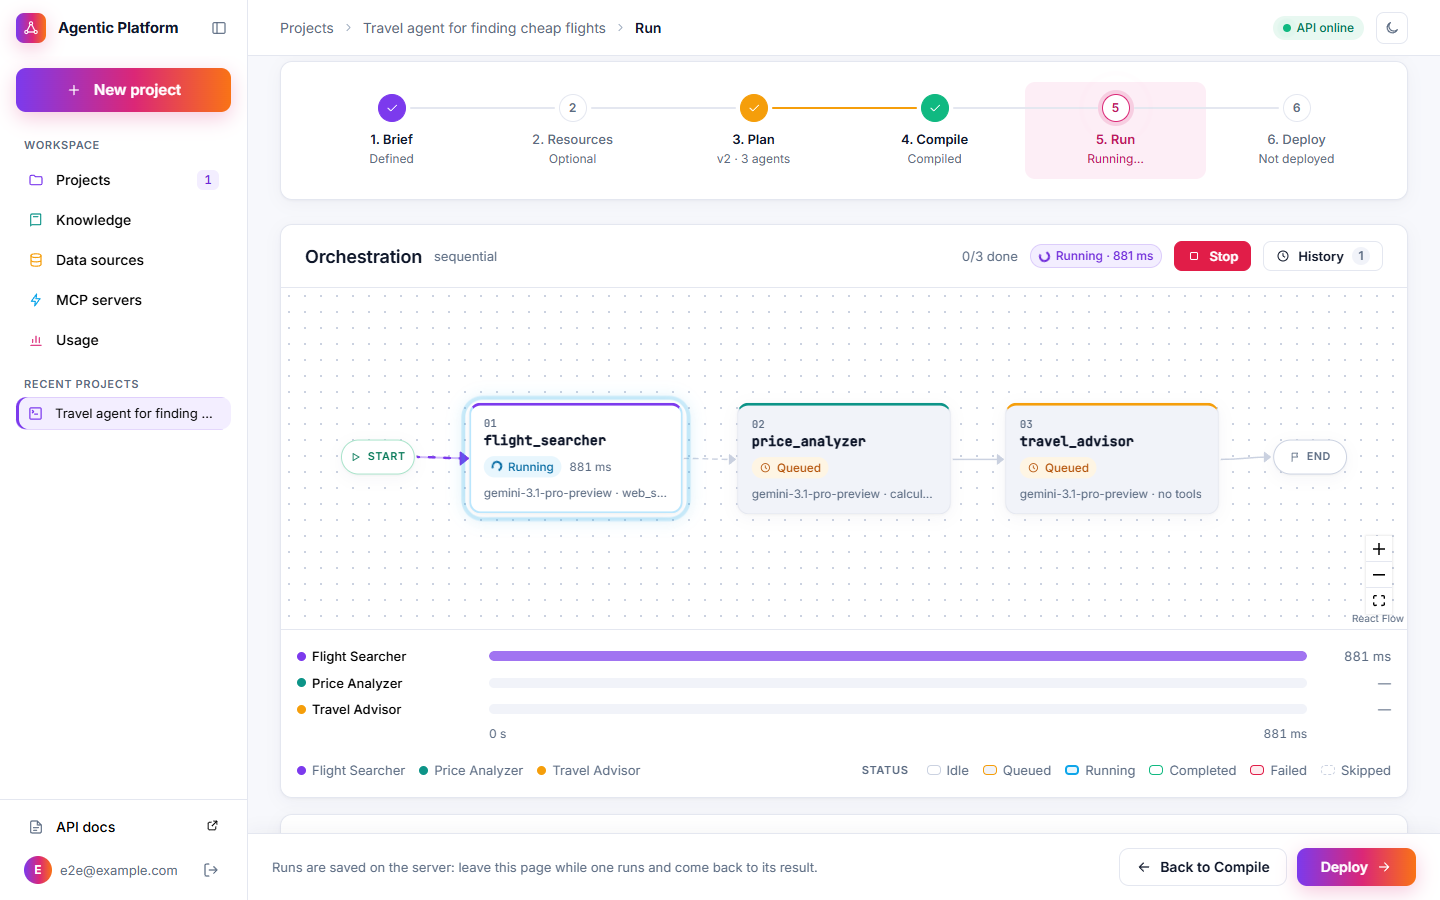 Agentic Platform
New project
WORKSPACE
Projects 1
Knowledge
Data sources
MCP servers
Usage
RECENT PROJECTS
Travel agent for finding ...
API docs
E e2e@example.com
Projects > Travel agent for finding cheap flights > Run
API online
2 5 6
1. Brief 2. Resources 3. Plan 4. Compile 5. Run 6. Deploy
Defined Optional v2 · 3 agents Compiled Running... Not deployed
Orchestration sequential 0/3 done Running · 881 ms Stop History 1
START
01
flight_searcher
Running 881 ms
gemini-3.1-pro-preview · web_s...
02
price_analyzer
Queued
gemini-3.1-pro-preview · calcul...
03
travel_advisor
Queued
gemini-3.1-pro-preview · no tools
END
React Flow
Flight Searcher 881 ms
Price Analyzer —
Travel Advisor —
0 s 881 ms
Flight Searcher Price Analyzer Travel Advisor STATUS Idle Queued Running Completed Failed Skipped
Runs are saved on the server: leave this page while one runs and come back to its result.
Back to Compile
Deploy